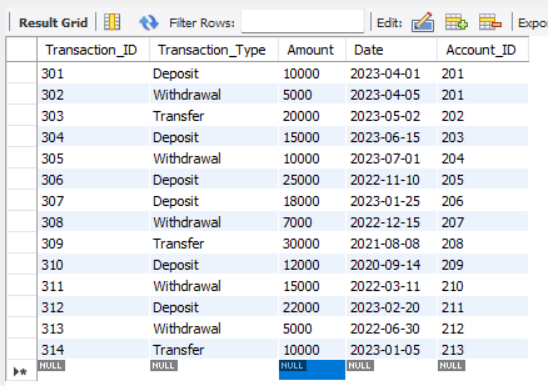 Result Grid Filter Rows: Edit: Expo
Transaction_ID Transaction_Type Amount Date Account_ID
301 Deposit 10000 2023-04-01 201
302 Withdrawal 5000 2023-04-05 201
303 Transfer 20000 2023-05-02 202
304 Deposit 15000 2023-06-15 203
305 Withdrawal 10000 2023-07-01 204
306 Deposit 25000 2022-11-10 205
307 Deposit 18000 2023-01-25 206
308 Withdrawal 7000 2022-12-15 207
309 Transfer 30000 2021-08-08 208
310 Deposit 12000 2020-09-14 209
311 Withdrawal 15000 2022-03-11 210
312 Deposit 22000 2023-02-20 211
313 Withdrawal 5000 2022-06-30 212
314 Transfer 10000 2023-01-05 213
NULL NULL NULL NULL NULL